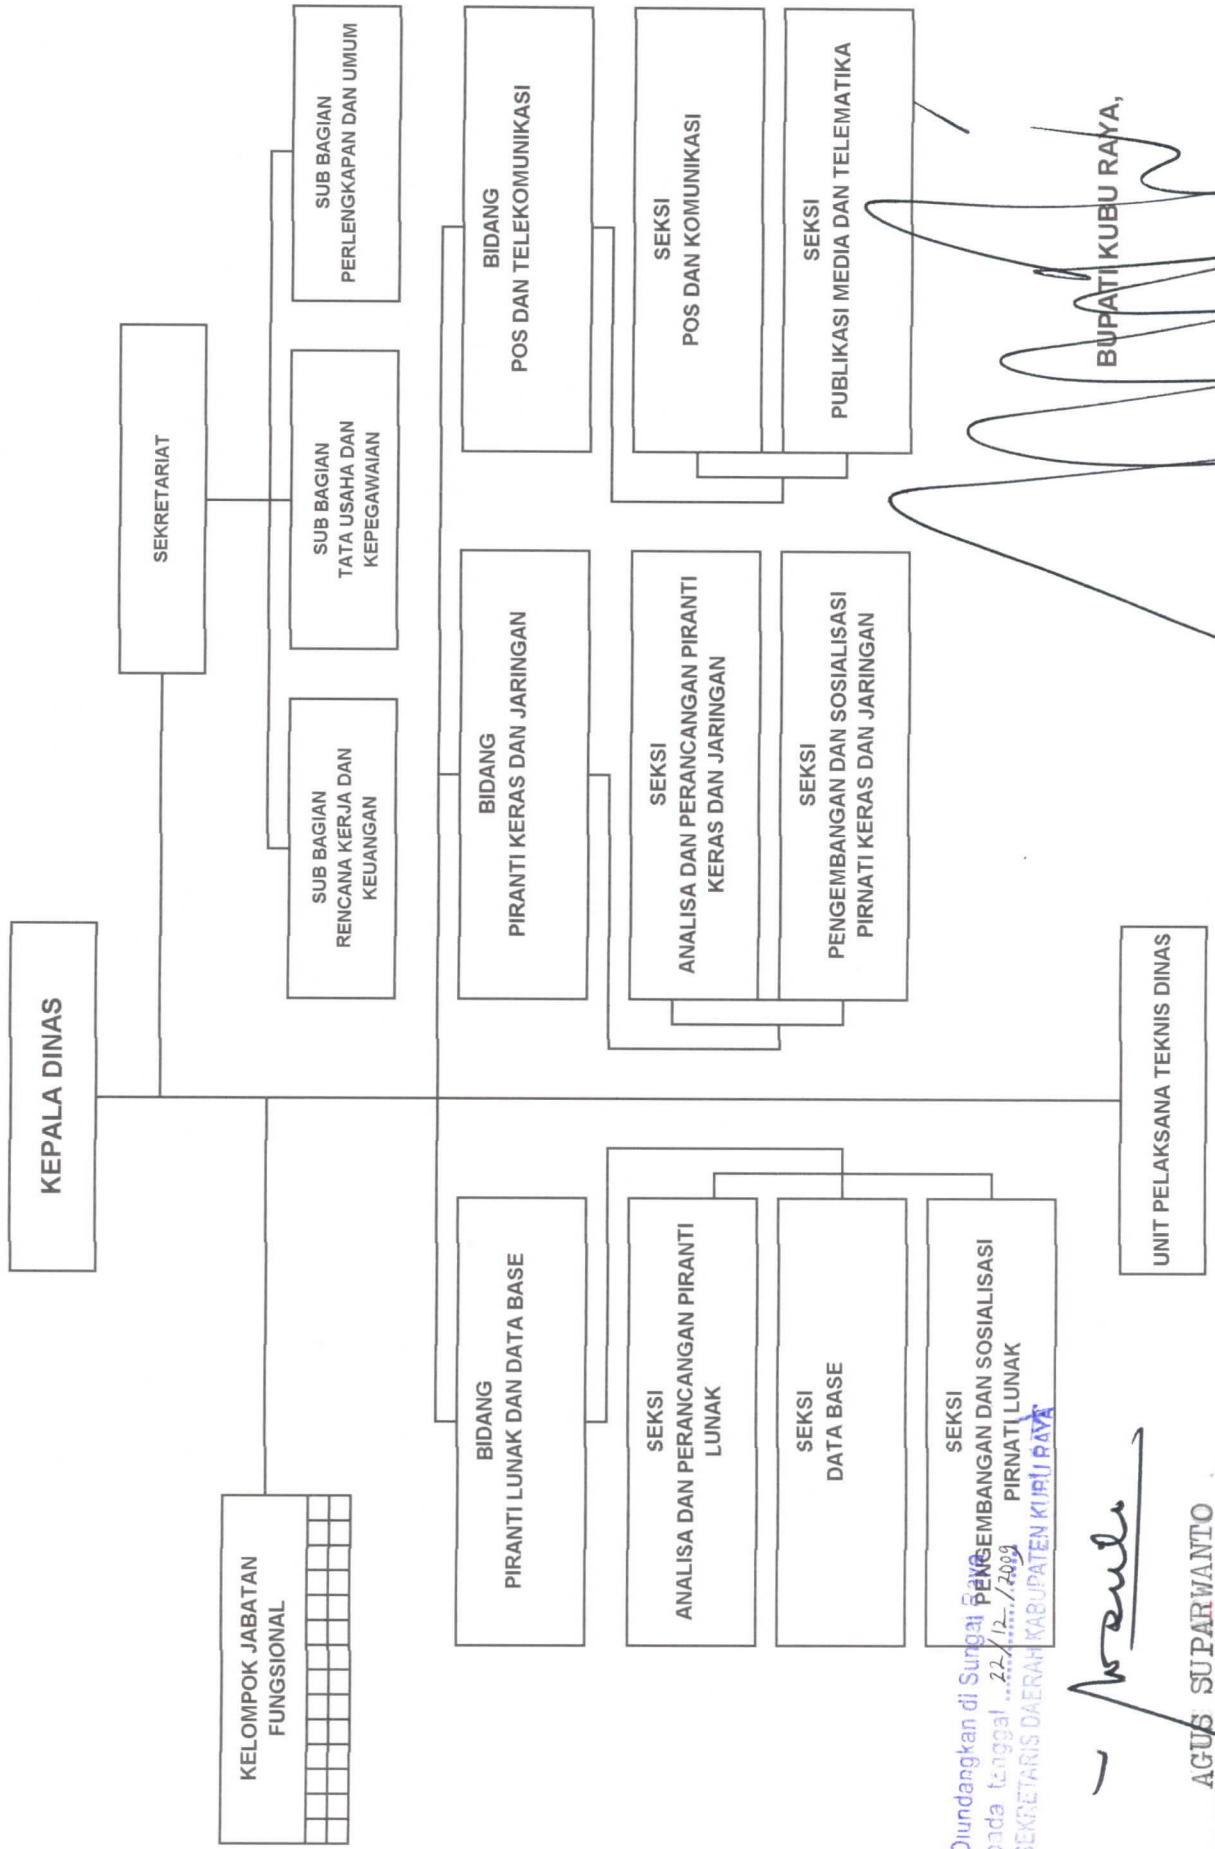 KEPALA DINAS
SEKRETARIAT
KELOMPOK JABATAN
FUNGSIONAL
SUB BAGIAN
RENCANA KERJA DAN
KEUANGAN
SUB BAGIAN
TATA USAHA DAN
KEPEGAWAIAN
SUB BAGIAN
PERLENGKAPAN DAN UMUM
BIDANG
PIRANTI LUNAK DAN DATA BASE
BIDANG
PIRANTI KERAS DAN JARINGAN
BIDANG
POS DAN TELEKOMUNIKASI
SEKSI
ANALISA DAN PERANCANGAN PIRANTI
LUNAK
SEKSI
DATA BASE
SEKSI
PENGEMBANGAN DAN SOSIALISASI
PIRNATI LUNAK
SEKSI
ANALISA DAN PERANCANGAN PIRANTI
KERAS DAN JARINGAN
SEKSI
PENGEMBANGAN DAN SOSIALISASI
PIRNATI KERAS DAN JARINGAN
SEKSI
POS DAN KOMUNIKASI
SEKSI
PUBLIKASI MEDIA DAN TELEMATIKA
UNIT PELAKSANA TEKNIS DINAS
BUPATI KUBU RAYA,
Diundangkan di Sungai Raya
pada tanggal 22/12/2009
SEKRETARIS DAERAH KABUPATEN KUBU RAYA
AGUS SUPARWANTO